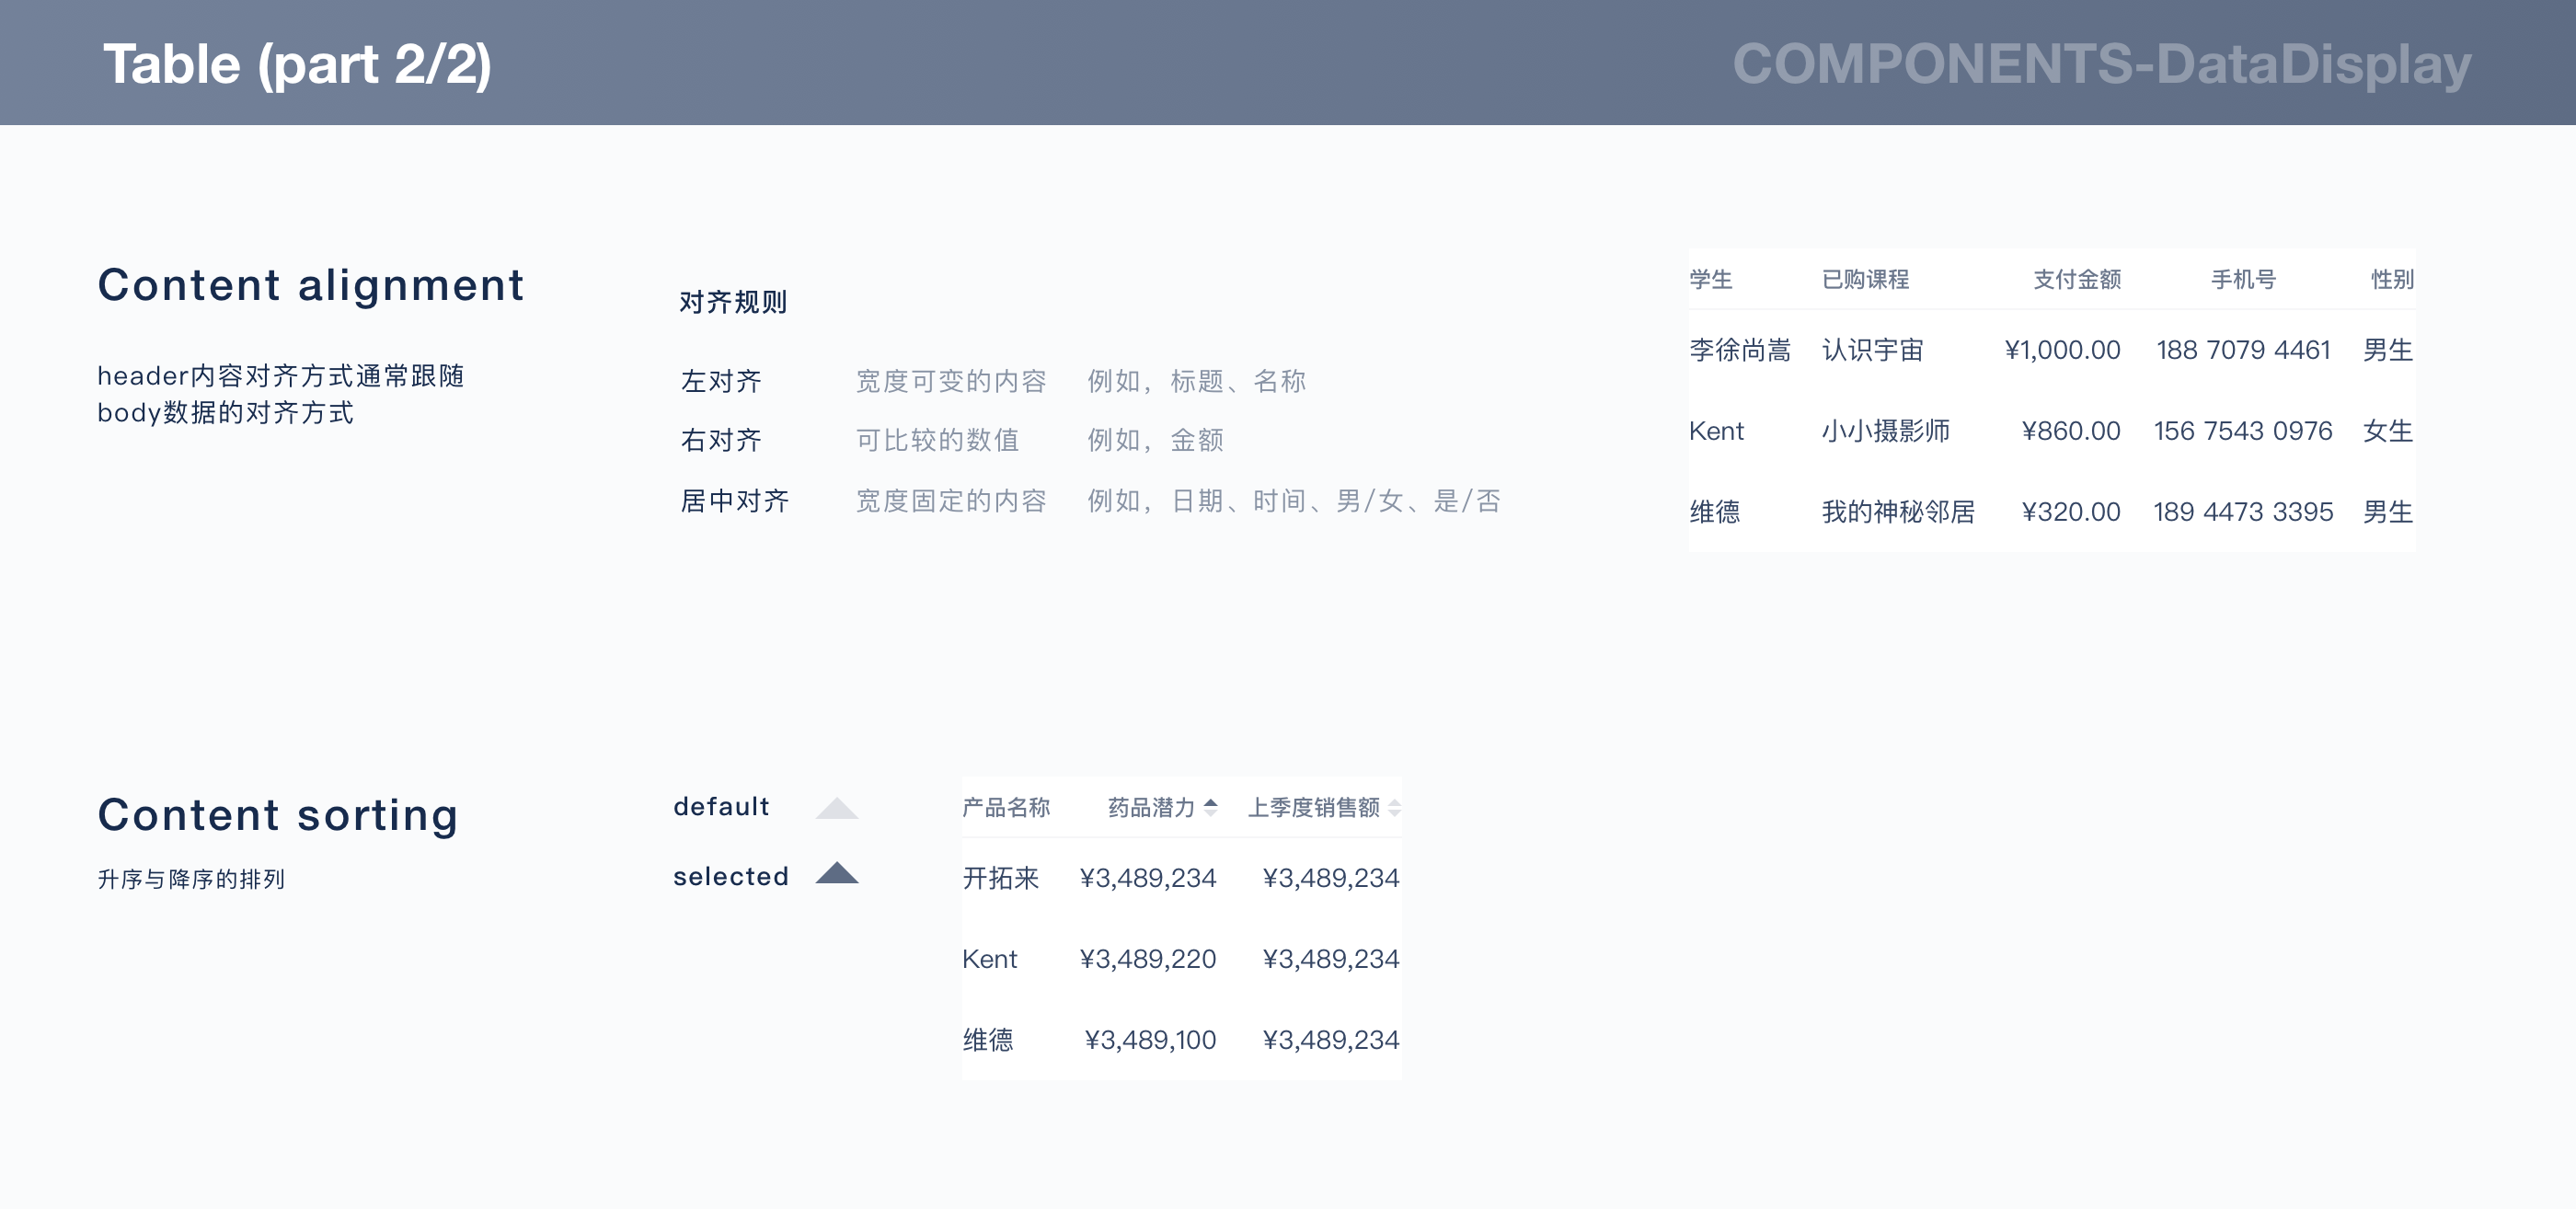 Table (part 2/2)
COMPONENTS-DataDisplay
Content alignment
header内容对齐方式通常跟随
body数据的对齐方式
对齐规则
左对齐 宽度可变的内容 例如，标题、名称
右对齐 可比较的数值 例如，金额
居中对齐 宽度固定的内容 例如，日期、时间、男/女、是/否
学生 已购课程 支付金额 手机号 性别
李徐尚嵩 认识宇宙 ¥1,000.00 188 7079 4461 男生
Kent 小小摄影师 ¥860.00 156 7543 0976 女生
维德 我的神秘邻居 ¥320.00 189 4473 3395 男生
Content sorting
升序与降序的排列
default
selected
产品名称 药品潜力 上季度销售额
开拓来 ¥3,489,234 ¥3,489,234
Kent ¥3,489,220 ¥3,489,234
维德 ¥3,489,100 ¥3,489,234